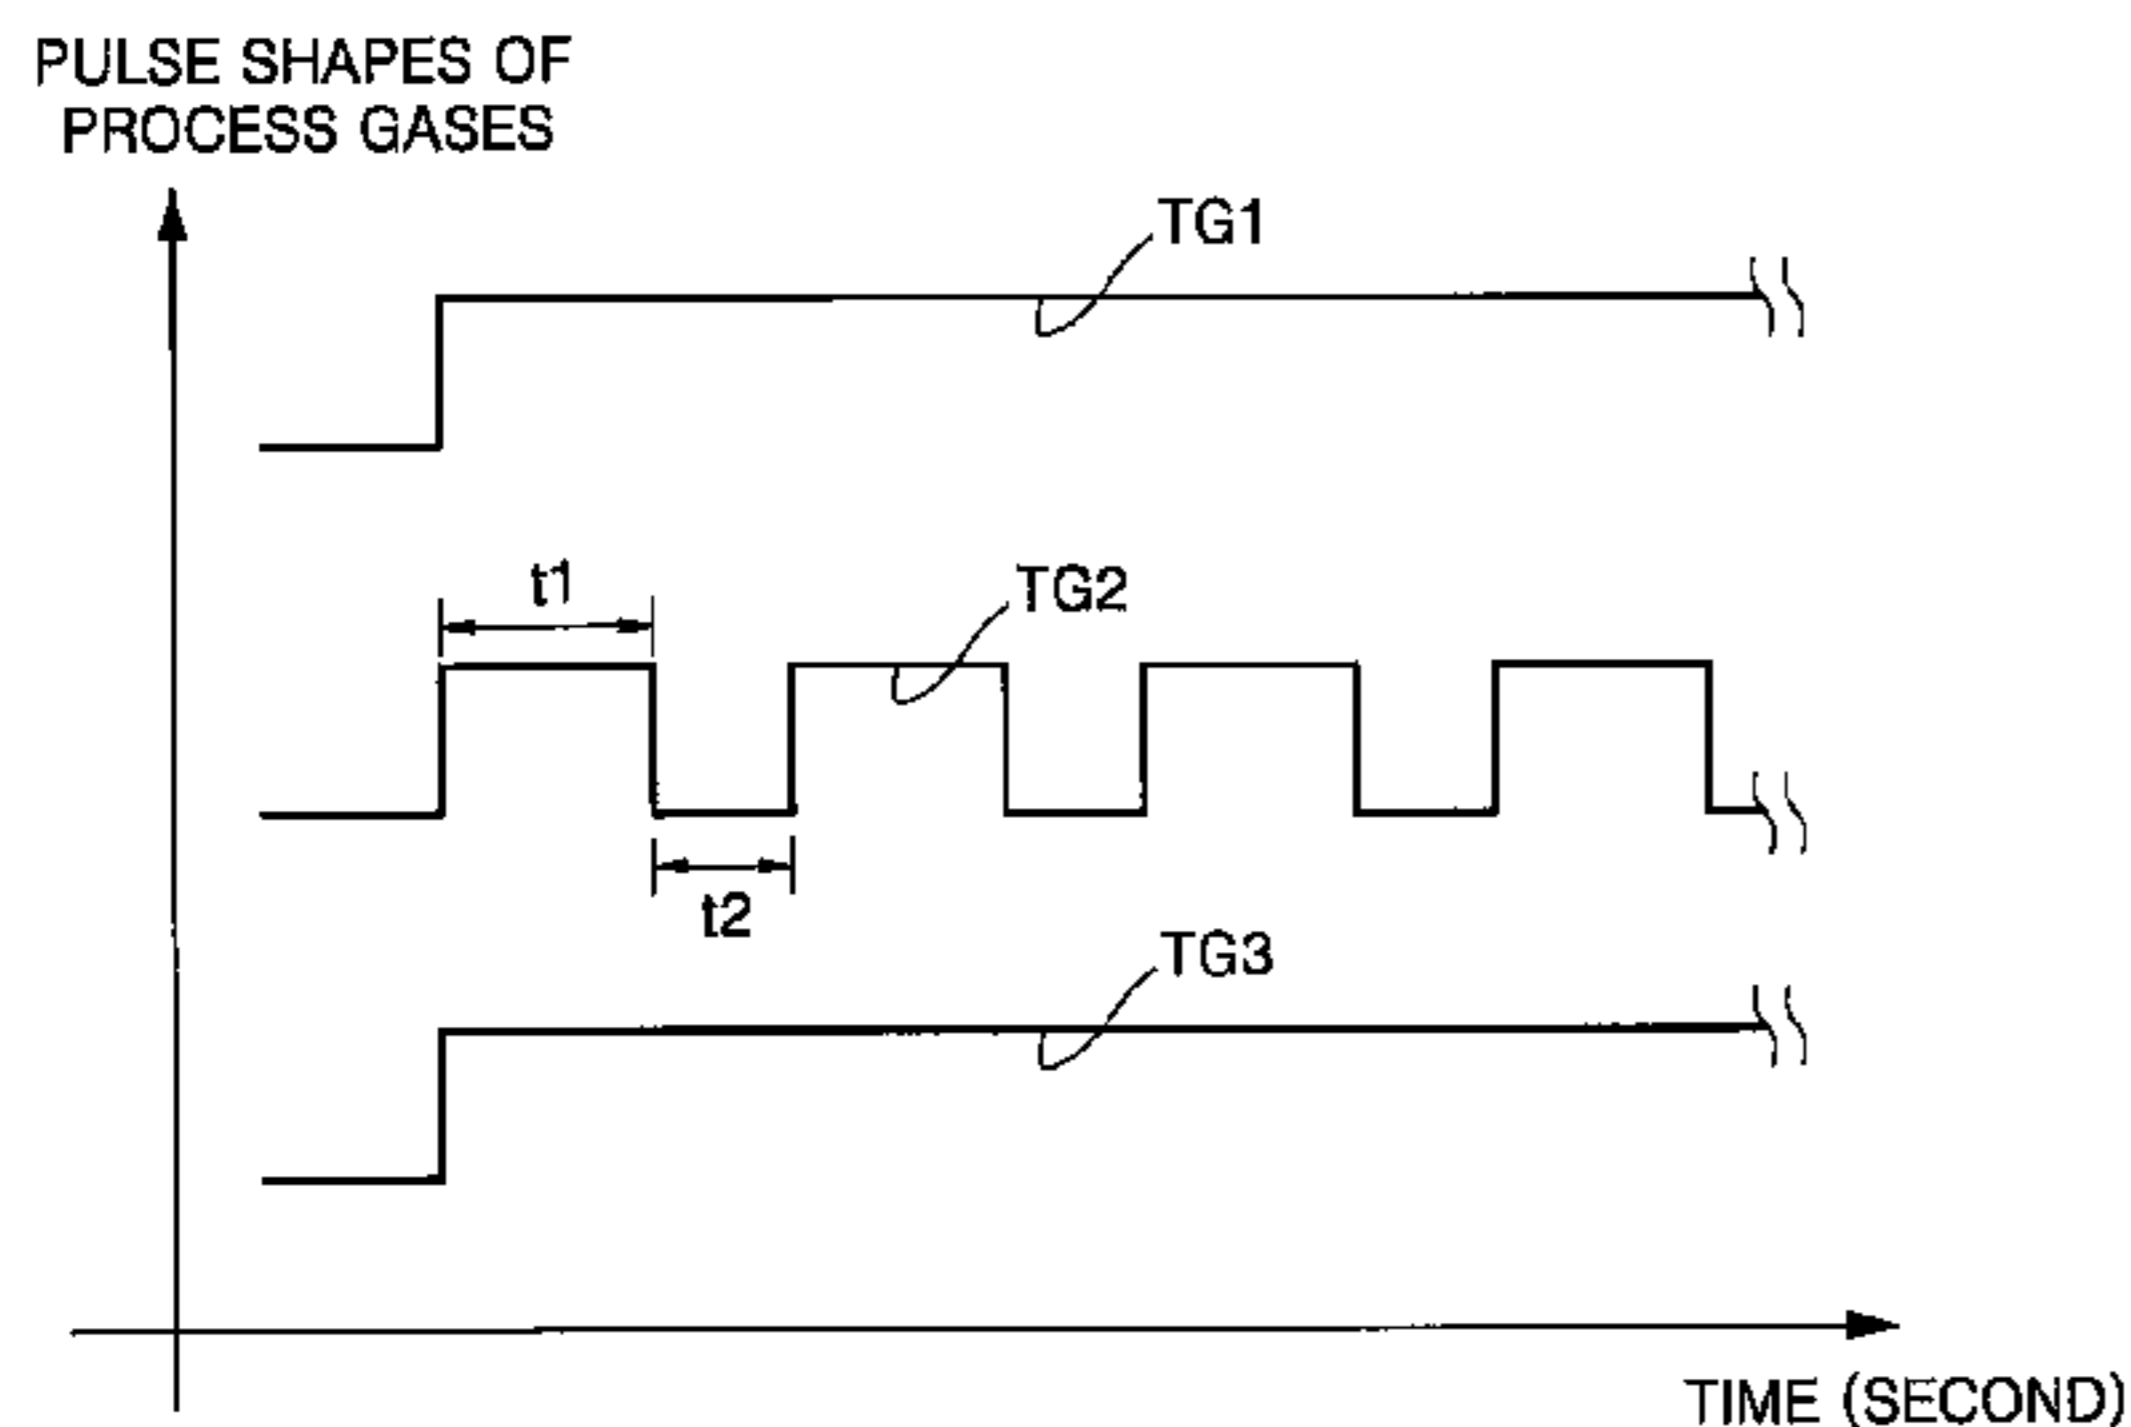 PULSE SHAPES OF
PROCESS GASES
TG1
t1
TG2
t2
TG3
TIME (SECOND)